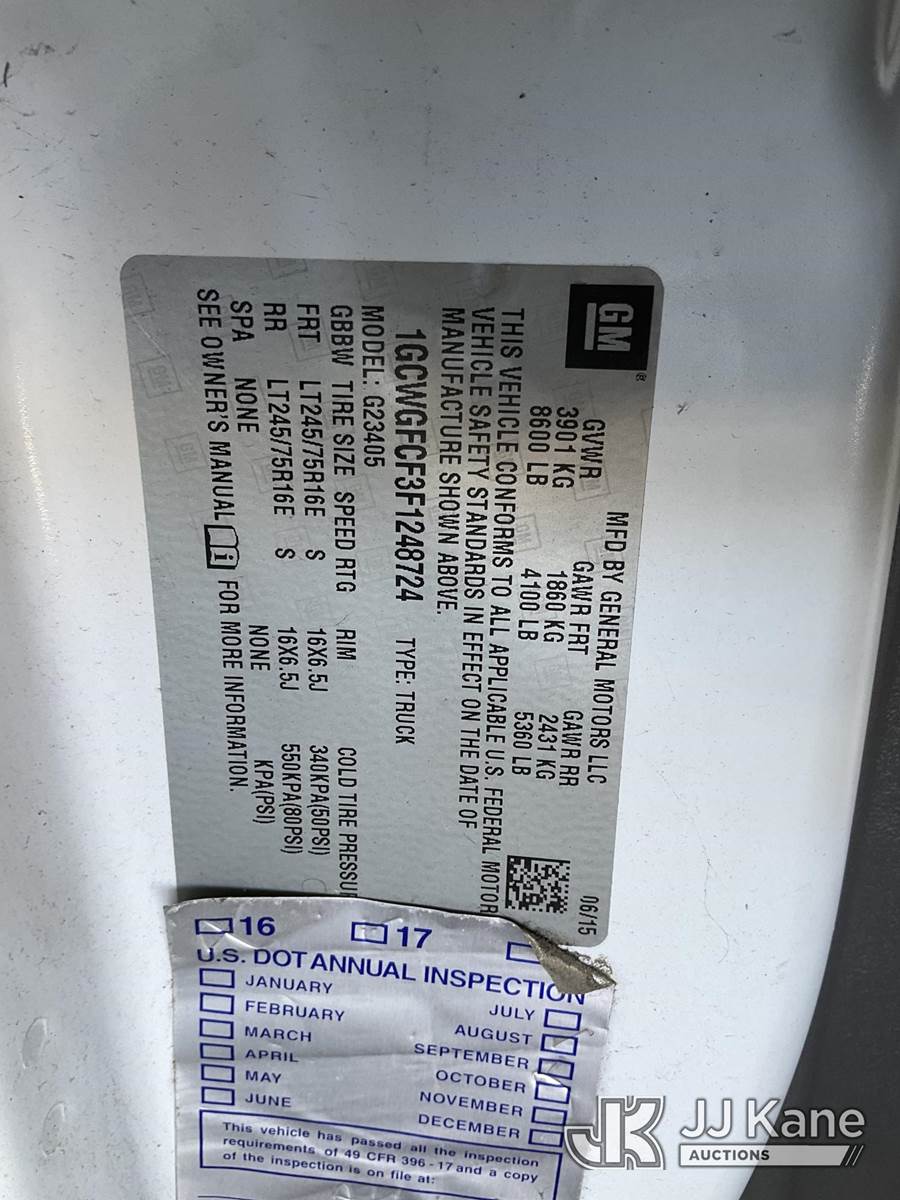 GM
®
MFD BY GENERAL MOTORS LLC
06/15
GVWR GAWR FRT GAWR RR
3901 KG 1860 KG 2431 KG
8600 LB 4100 LB 5360 LB
THIS VEHICLE CONFORMS TO ALL APPLICABLE U.S. FEDERAL MOTOR
VEHICLE SAFETY STANDARDS IN EFFECT ON THE DATE OF
MANUFACTURE SHOWN ABOVE.
1GCWGFCF3F1248724 TYPE: TRUCK
MODEL: G23405
GBBW TIRE SIZE SPEED RTG RIM COLD TIRE PRESSU
FRT LT245/75R16E S 16X6.5J 340KPA(50PSI)
RR LT245/75R16E S 16X6.5J 550KPA(80PSI)
SPA NONE NONE KPA(PSI)
SEE OWNER'S MANUAL i FOR MORE INFORMATION.
16 17
U.S. DOT ANNUAL INSPECTION
JANUARY JULY
FEBRUARY AUGUST
MARCH SEPTEMBER
APRIL OCTOBER
MAY NOVEMBER
JUNE DECEMBER
This vehicle has passed all the inspection
requirements of 49 CFR 396-17 and a copy
of the inspection is on file at:
JK JJ Kane
AUCTIONS